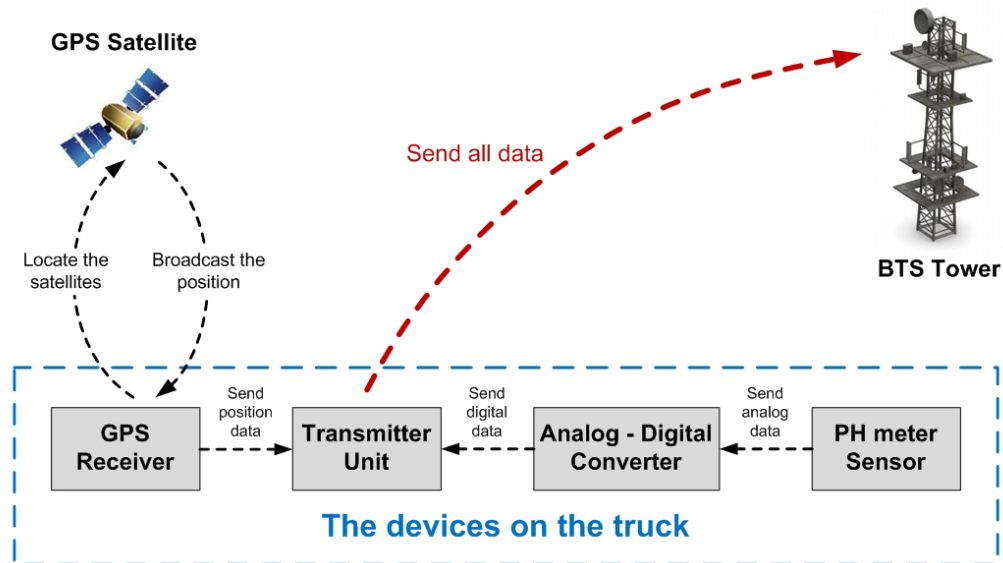 GPS Satellite
Send all data
Locate the
satellites
Broadcast the
position
BTS Tower
GPS
Receiver
Send
position
data
Transmitter
Unit
Send
digital
data
Analog - Digital
Converter
Send
analog
data
PH meter
Sensor
The devices on the truck